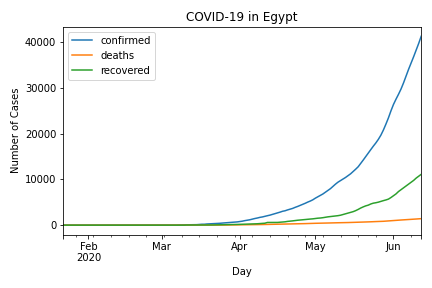 COVID-19 in Egypt
confirmed
deaths
recovered
Number of Cases
40000
30000
20000
10000
0
Feb
2020
Mar
Apr
May
Jun
Day